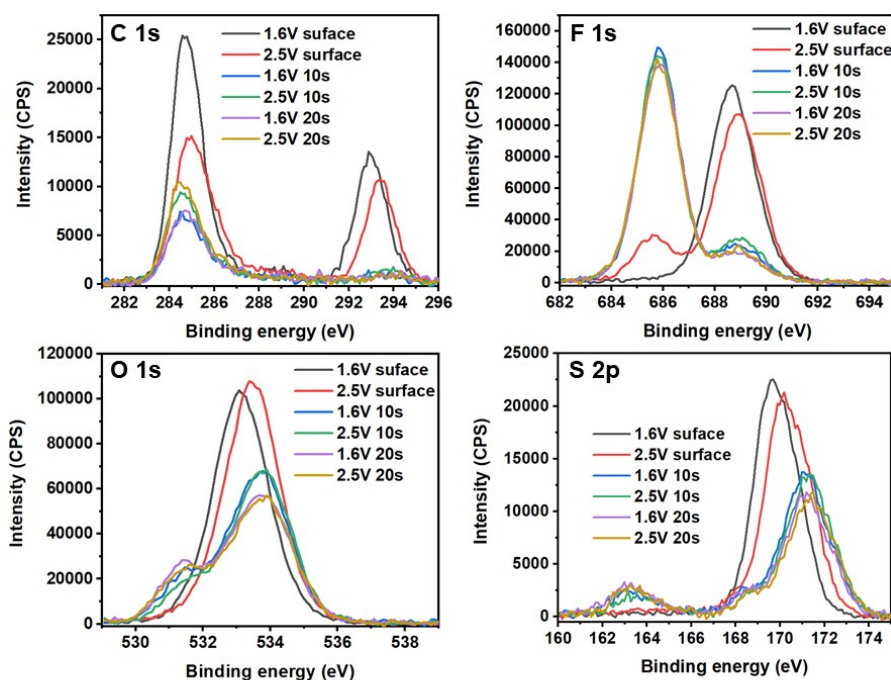 C 1s
1.6V suface
2.5V surface
1.6V 10s
2.5V 10s
1.6V 20s
2.5V 20s
Intensity (CPS)
25000
20000
15000
10000
5000
0
282 284 286 288 290 292 294 296
Binding energy (eV)
F 1s
1.6V suface
2.5V surface
1.6V 10s
2.5V 10s
1.6V 20s
2.5V 20s
Intensity (CPS)
160000
140000
120000
100000
80000
60000
40000
20000
0
682 684 686 688 690 692 694
Binding energy (eV)
O 1s
1.6V suface
2.5V surface
1.6V 10s
2.5V 10s
1.6V 20s
2.5V 20s
Intensity (CPS)
120000
100000
80000
60000
40000
20000
0
530 532 534 536 538
Binding energy (eV)
S 2p
1.6V suface
2.5V surface
1.6V 10s
2.5V 10s
1.6V 20s
2.5V 20s
Intensity (CPS)
25000
20000
15000
10000
5000
0
160 162 164 166 168 170 172 174
Binding energy (eV)